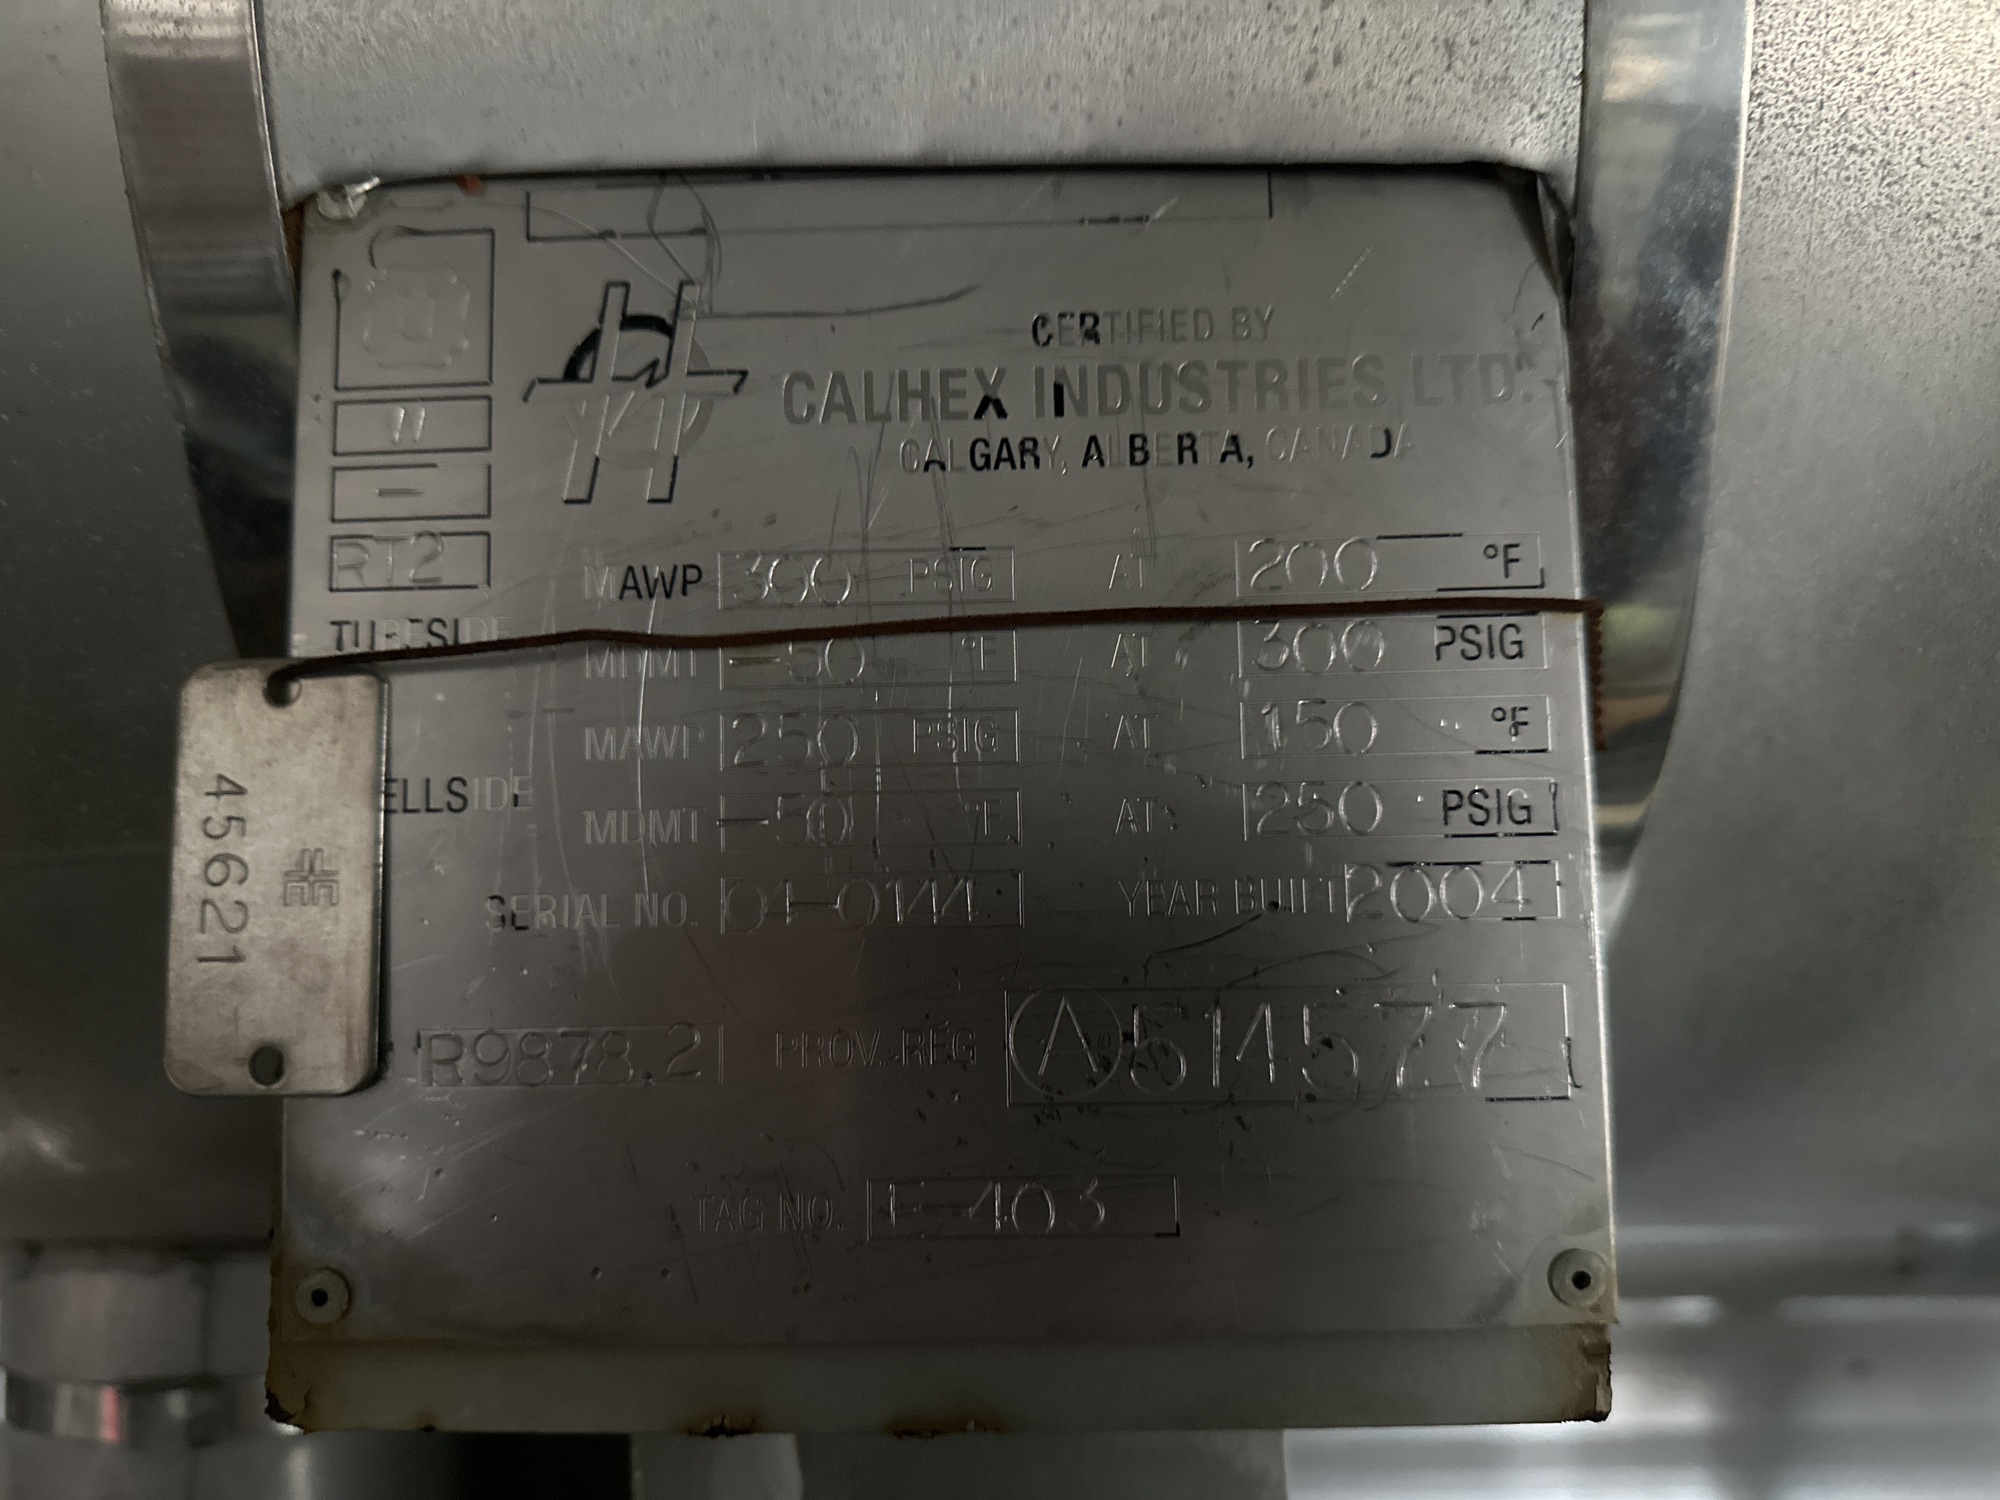 U
CERTIFIED BY
CALHEX INDUSTRIES LTD.
CALGARY, ALBERTA, CANADA
"
-
RT2
MAWP 300 PSIG AT 200 °F
TUBESIDE
MDMT -50 °F AT 300 PSIG
MAWP 250 PSIG AT 150 °F
ELLSIDE
MDMT -50 °F AT 250 PSIG
SERIAL NO. 04-0144 YEAR BUILT 2004
R9878.2 PROV. REG A 514577
TAG NO. E-403
45621